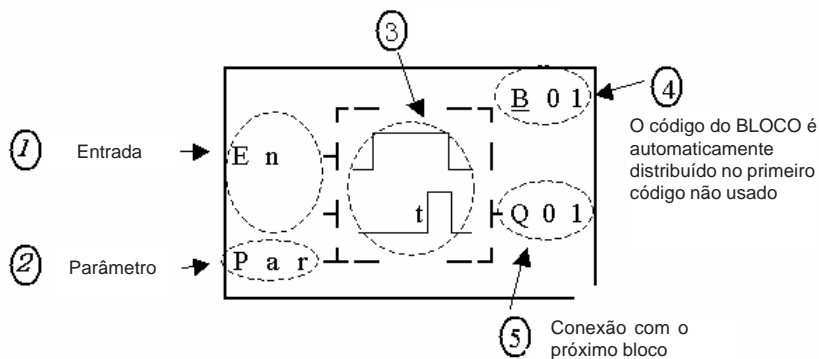 3
B 0 1
4
O código do BLOCO é
automaticamente
distribuído no primeiro
código não usado
1
Entrada
E n
t
Q 0 1
2
Parâmetro
P a r
5
Conexão com o
próximo bloco